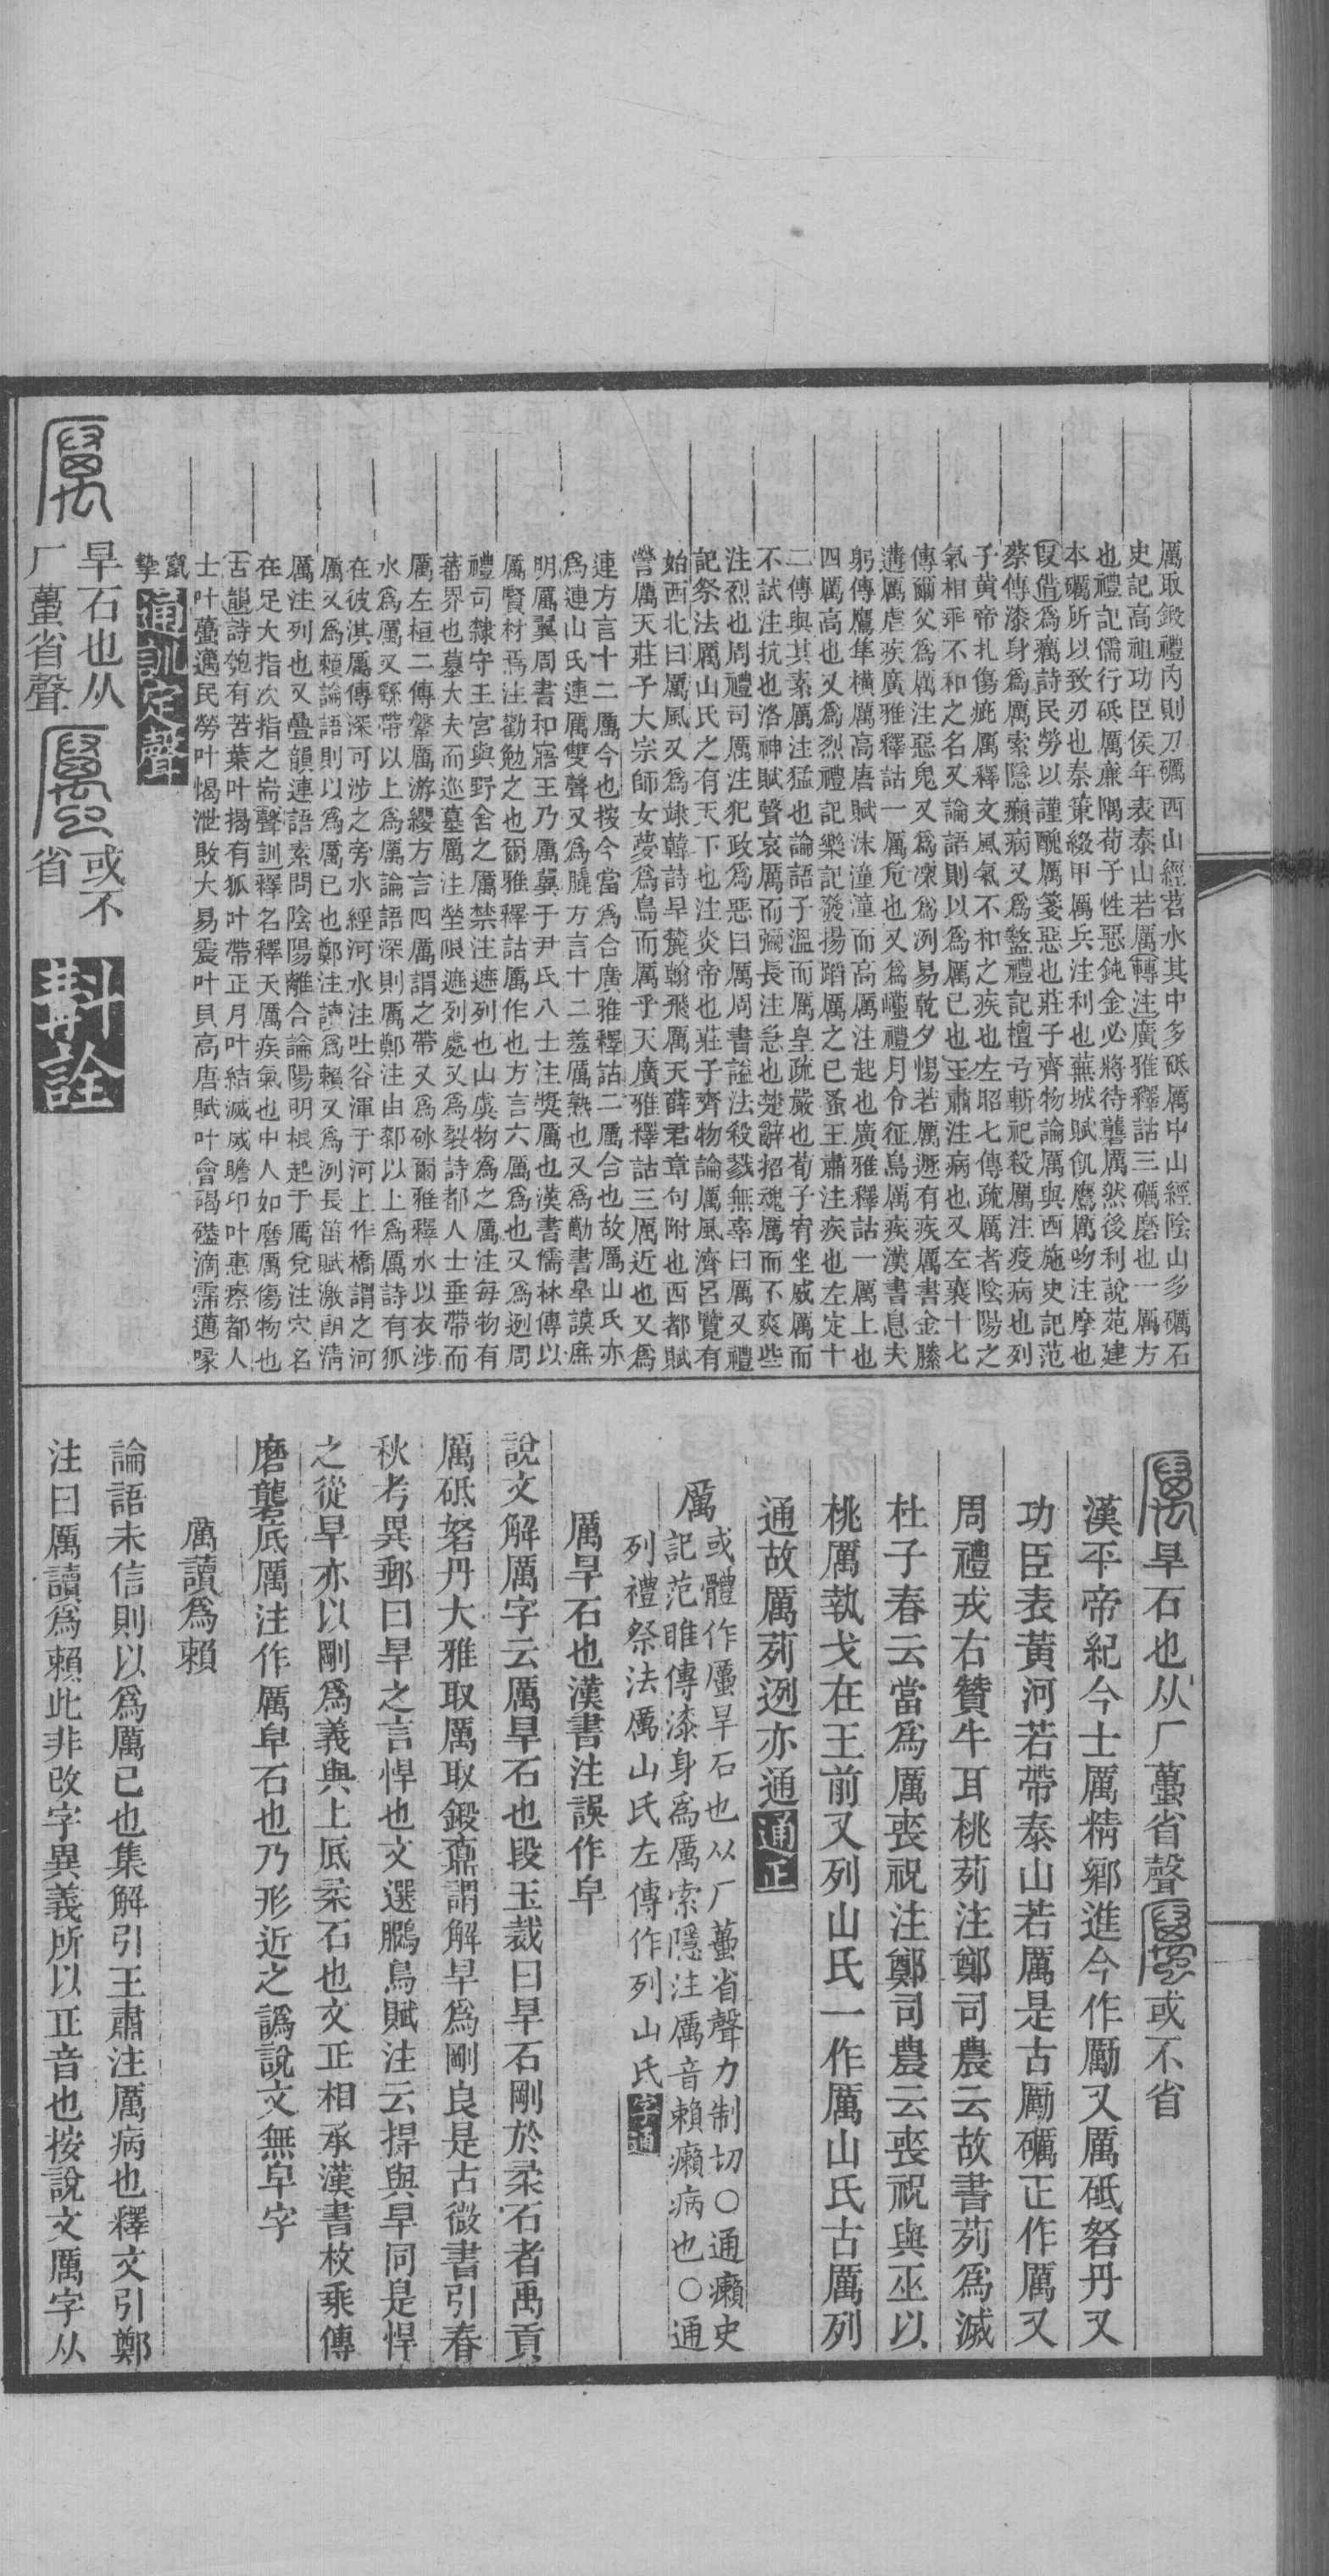 厲取鍛禮內則刀礪西山經苕水其中多砥厲中山經陰山多礪石
史記高祖功臣侯年表泰山若厲轉注廣雅釋詁三礪磨也一厲方
也禮記儒行砥厲廉隅荀子性惡鈍金必將待礱厲然後利說苑建
本礪所以致刃也秦策綴甲厲兵注利也蕪城賦飢鷹厲吻注摩也
叚借爲癘詩民勞以謹醜厲箋惡也莊子齊物論厲與西施史記范
蔡傳漆身爲厲索隱癩病又爲盭禮記檀弓斬祀殺厲注疫病也列
子黃帝扎傷疵厲釋文風氣不和之疾也左昭七傳疏厲者陰陽之
氣相乖不和之名又論語則以爲厲已也王肅注病也又左襄十七
傳爾父爲厲注惡鬼又爲凓爲洌易乾夕惕若厲遯有疾厲書金縢
遘厲虐疾廣雅釋詁一厲危也又爲巁禮月令征鳥厲疾漢書息夫
躬傳鷹隼橫厲高唐賦沫潼潼而高厲注起也廣雅釋詁一厲上也
四厲高也又爲烈禮記樂記發揚蹈厲之已蚤王肅注疾也左定十
二傳與其素厲注猛也論語子溫而厲皇疏嚴也荀子宥坐威厲而
不試注抗也洛神賦聲哀厲而彌長注急也楚辭招魂厲而不爽些
注烈也周禮司厲注犯政爲惡曰厲周書謚法殺戮無辜曰厲又禮
記祭法厲山氏之有天下也注炎帝也莊子齊物論厲風濟呂覽有
始西北曰厲風又爲竦韓詩旱麓翰飛厲天薛君章句附也西都賦
譻厲天莊子大宗師女夢爲鳥而厲乎天廣雅釋詁三厲近也又爲
連方言十二厲今也按今當爲合廣雅釋詁二厲合也故厲山氏亦
爲連山氏連厲雙聲又爲䐑方言十二羞厲熟也又爲勱書皋謨庶
明厲翼周書和寤王乃厲翼于尹氏八士注獎厲也漢書儒林傳以
厲賢材焉注勸勉之也爾雅釋詁厲作也方言六厲爲也又爲迾周
禮司隸守王宮與野舍之厲禁注遮列也山虞物爲之厲注每物有
蕃界也墓大夫而巡墓厲注塋限遮列處又爲裂詩都人士垂帶而
厲左桓二傳鞶厲游纓方言四厲謂之帶又爲砅爾雅釋水以衣涉
水爲厲又繇帶以上爲厲論語深則厲鄭注由郗以上爲厲詩有狐
在彼淇厲傳深可涉之旁水經河水注吐谷渾于河上作橋謂之河
厲又爲賴論語則以爲厲已也鄭注讀爲賴又爲洌長笛賦激朗淸
厲注列也又疊韻連語素問陰陽離合論陽明根起于厲兌注穴名
在足大指次指之耑聲訓釋名釋天厲疾氣也中人如磨厲傷物也
古韻詩匏有苦葉叶揭有狐叶帶正月叶結滅威瞻卬叶惠瘵都人
士叶蠆邁民勞叶愒泄敗大易震叶貝高唐賦叶會磕滴霈邁喙
竄
摯通訓定聲
厲旱石也从
厂蠆省聲𠪄或不
省 斠詮
厲旱石也从厂蠆省聲𠪄或不省
漢平帝紀今士厲精鄉進今作勵又厲砥砮丹又
功臣表黃河若帶泰山若厲是古勵礪正作厲又
周禮戎右贊牛耳桃茢注鄭司農云故書茢爲滅
杜子春云當爲厲喪祝注鄭司農云喪祝與巫以
桃厲執戈在王前又列山氏一作厲山氏古厲列
通故厲茢迾亦通通正
厲或體作𠪄旱石也从厂蠆省聲力制切○通癩史
記范睢傳漆身爲厲索隱注厲音賴癩病也○通
列禮祭法厲山氏左傳作列山氏字通
厲旱石也漢書注誤作皁
說文解厲字云厲旱石也段玉裁曰旱石剛於柔石者禹貢
厲砥砮丹大雅取厲取鍛鼒謂解旱爲剛良是古微書引春
秋考異郵曰旱之言悍也文選鵩鳥賦注云捍與旱同是悍
之從旱亦以剛爲義與上厎柔石也文正相承漢書枚乘傳
磨礱底厲注作厲皁石也乃形近之譌說文無皁字
厲讀爲賴
論語未信則以爲厲已也集解引王肅注厲病也釋文引鄭
注曰厲讀爲賴此非改字異義所以正音也按說文厲字从